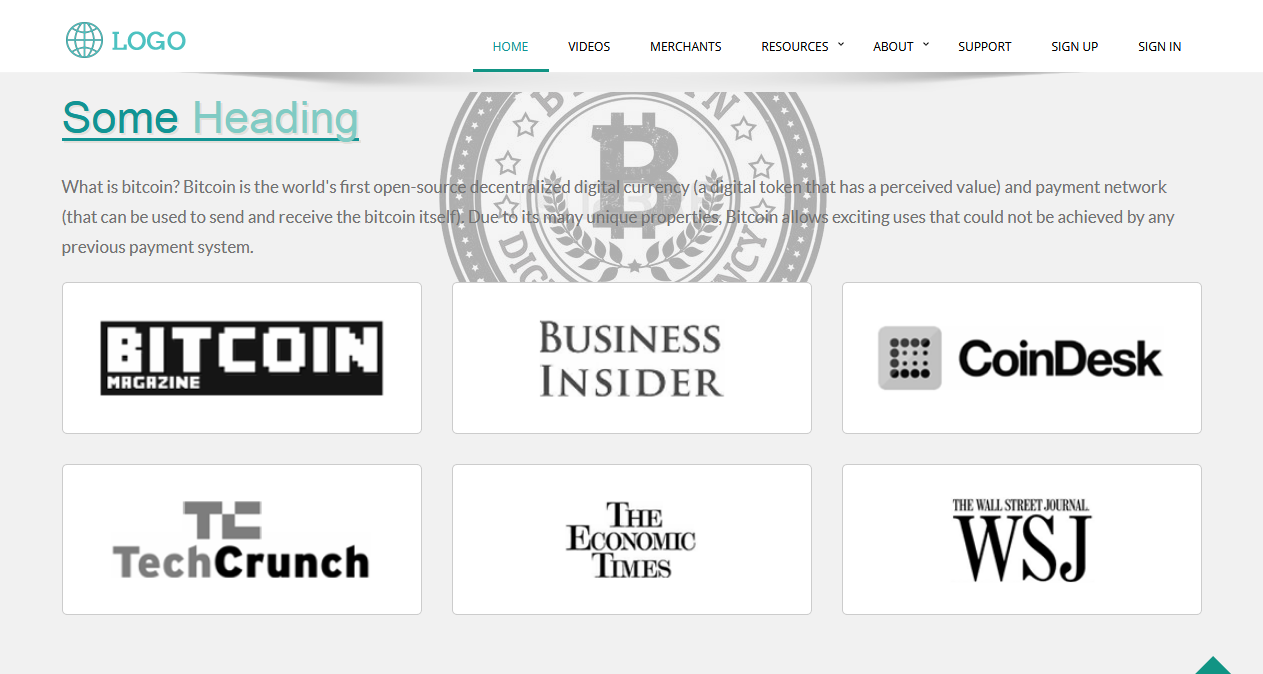 LOGO
HOME VIDEOS MERCHANTS RESOURCES ABOUT SUPPORT SIGN UP SIGN IN
Some Heading
BITCOIN
What is bitcoin? Bitcoin is the world's first open-source decentralized digital currency (a digital token that has a perceived value) and payment network
(that can be used to send and receive the bitcoin itself). Due to its many unique properties, Bitcoin allows exciting uses that could not be achieved by any
previous payment system.
BITCOIN
MAGAZINE
BUSINESS
INSIDER
CoinDesk
TC
TechCrunch
THE
ECONOMIC
TIMES
THE WALL STREET JOURNAL.
WSJ